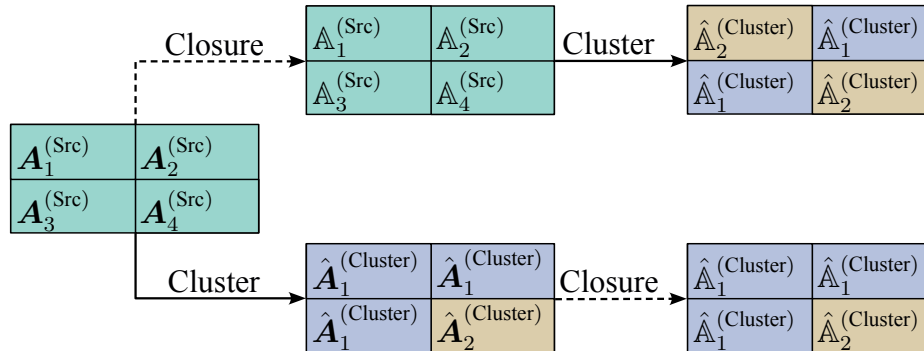 Closure
𝔸₁^(Src) 𝔸₂^(Src)
𝔸₃^(Src) 𝔸₄^(Src)
Cluster
𝔸̂₂^(Cluster) 𝔸̂₁^(Cluster)
𝔸̂₁^(Cluster) 𝔸̂₂^(Cluster)
𝑨₁^(Src) 𝑨₂^(Src)
𝑨₃^(Src) 𝑨₄^(Src)
Cluster
𝑨̂₁^(Cluster) 𝑨̂₁^(Cluster)
𝑨̂₁^(Cluster) 𝑨̂₂^(Cluster)
Closure
𝔸̂₁^(Cluster) 𝔸̂₁^(Cluster)
𝔸̂₁^(Cluster) 𝔸̂₂^(Cluster)